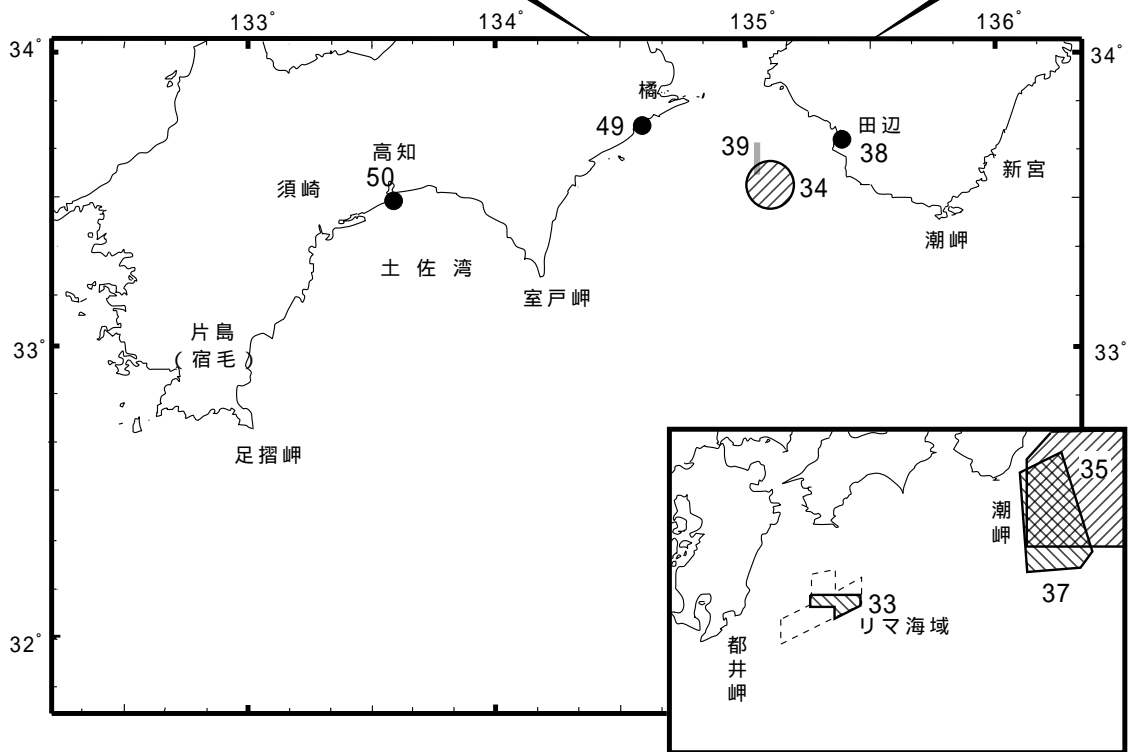 133° 134° 135° 136°
34° 34°
橘
49
田辺
38
39
高知
50
須崎
34
新宮
潮岬
土佐湾
室戸岬
片島
(宿毛)
33° 33°
足摺岬
35
潮
岬
37
33
リマ海域
都
井
岬
32°